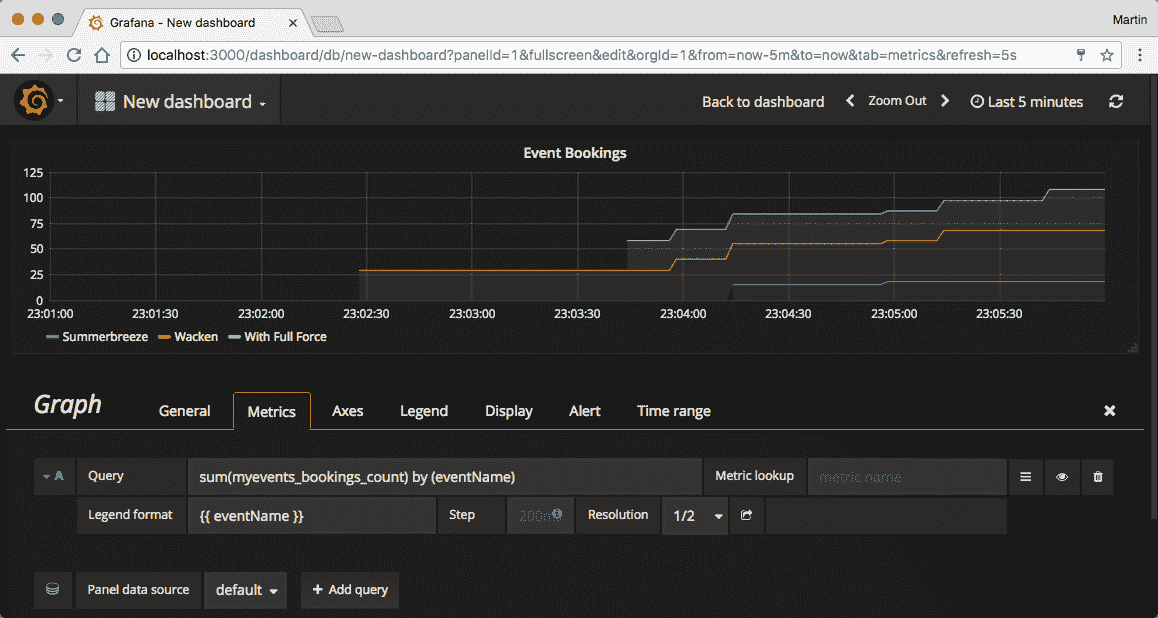 Grafana - New dashboard
Martin
localhost:3000/dashboard/db/new-dashboard?panelId=1&fullscreen&edit&orgId=1&from=now-5m&to=now&tab=metrics&refresh=5s
New dashboard
Back to dashboard Zoom Out Last 5 minutes
Event Bookings
125
100
75
50
25
0
23:01:00 23:01:30 23:02:00 23:02:30 23:03:00 23:03:30 23:04:00 23:04:30 23:05:00 23:05:30
Summerbreeze Wacken With Full Force
Graph General Metrics Axes Legend Display Alert Time range
A Query sum(myevents_bookings_count) by (eventName) Metric lookup metric name
Legend format {{ eventName }} Step Resolution 1/2
Panel data source default + Add query